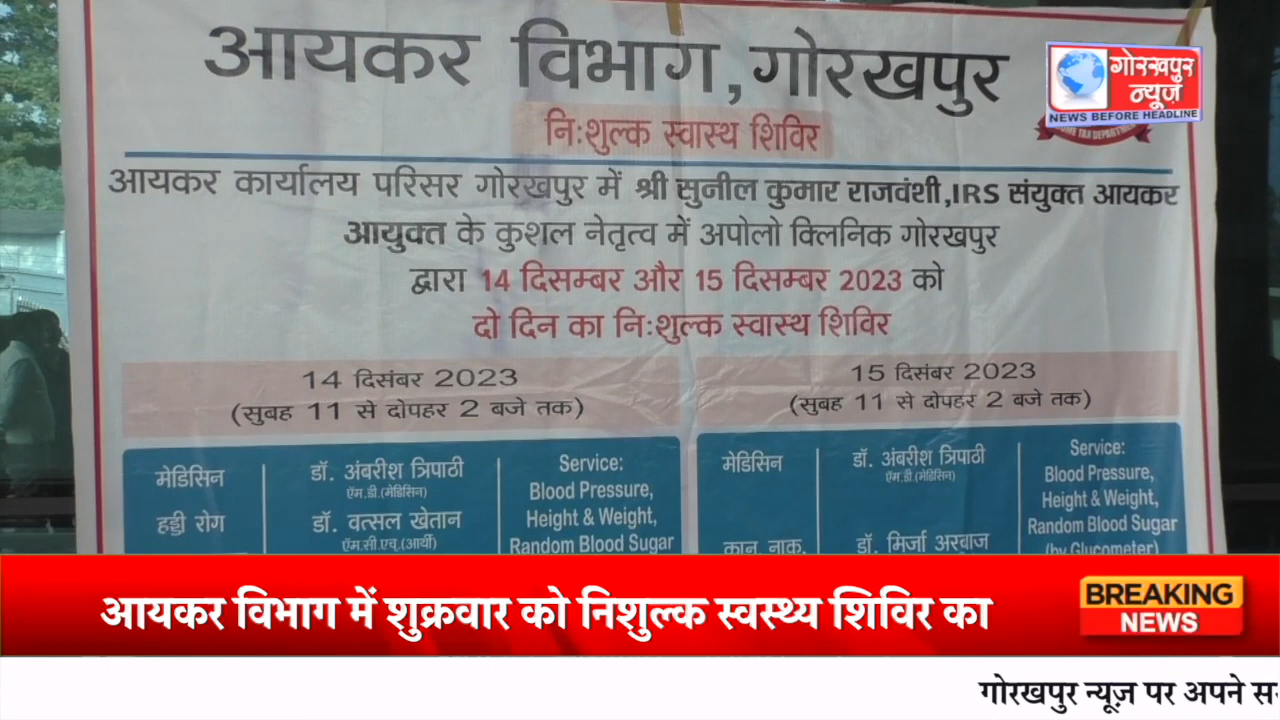 आयकर विभाग,गोरखपुर
गोरखपुर
न्यूज़
NEWS BEFORE HEADLINE
निःशुल्क स्वास्थ शिविर
आयकर कार्यालय परिसर गोरखपुर में श्री सुनील कुमार राजवंशी,IRS संयुक्त आयकर
आयुक्त के कुशल नेतृत्व में अपोलो क्लिनिक गोरखपुर
द्वारा 14 दिसम्बर और 15 दिसम्बर 2023 को
दो दिन का निःशुल्क स्वास्थ शिविर
14 दिसंबर 2023
(सुबह 11 से दोपहर 2 बजे तक)
15 दिसंबर 2023
(सुबह 11 से दोपहर 2 बजे तक)
मेडिसिन
डॉ. अंबरीश त्रिपाठी
एम.डी.(मेडिसिन)
हड्डी रोग
डॉ. वत्सल खेतान
एम.सी.एच.(आर्थो)
Service:
Blood Pressure,
Height & Weight,
Random Blood Sugar
मेडिसिन
डॉ. अंबरीश त्रिपाठी
एम.डी.(मेडिसिन)
कान, नाक,
डॉ. मिर्जा अरबाज
Service:
Blood Pressure,
Height & Weight,
Random Blood Sugar
(by Glucometer)
आयकर विभाग में शुक्रवार को निशुल्क स्वस्थ्य शिविर का
BREAKING
NEWS
गोरखपुर न्यूज़ पर अपने